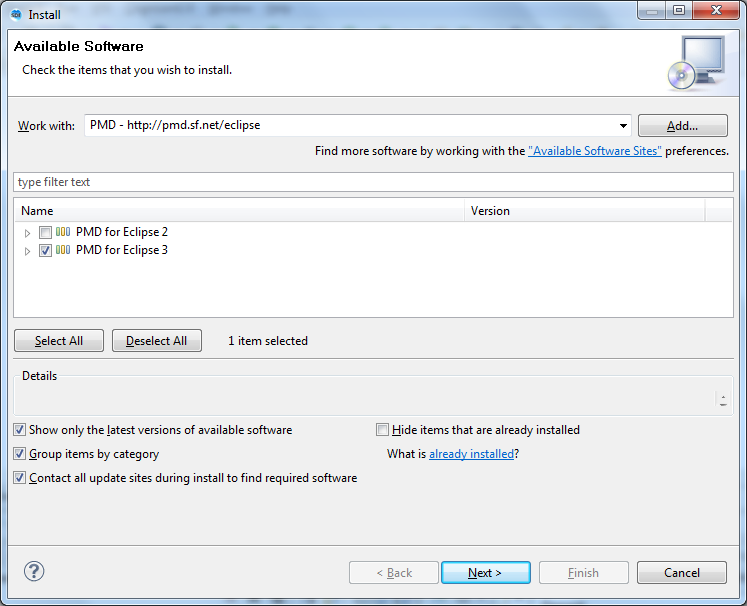 Install
Available Software
Check the items that you wish to install.
Work with: PMD - http://pmd.sf.net/eclipse Add...
Find more software by working with the "Available Software Sites" preferences.
type filter text
Name Version
PMD for Eclipse 2
PMD for Eclipse 3
Select All Deselect All 1 item selected
Details
Show only the latest versions of available software Hide items that are already installed
Group items by category What is already installed?
Contact all update sites during install to find required software
? < Back Next > Finish Cancel